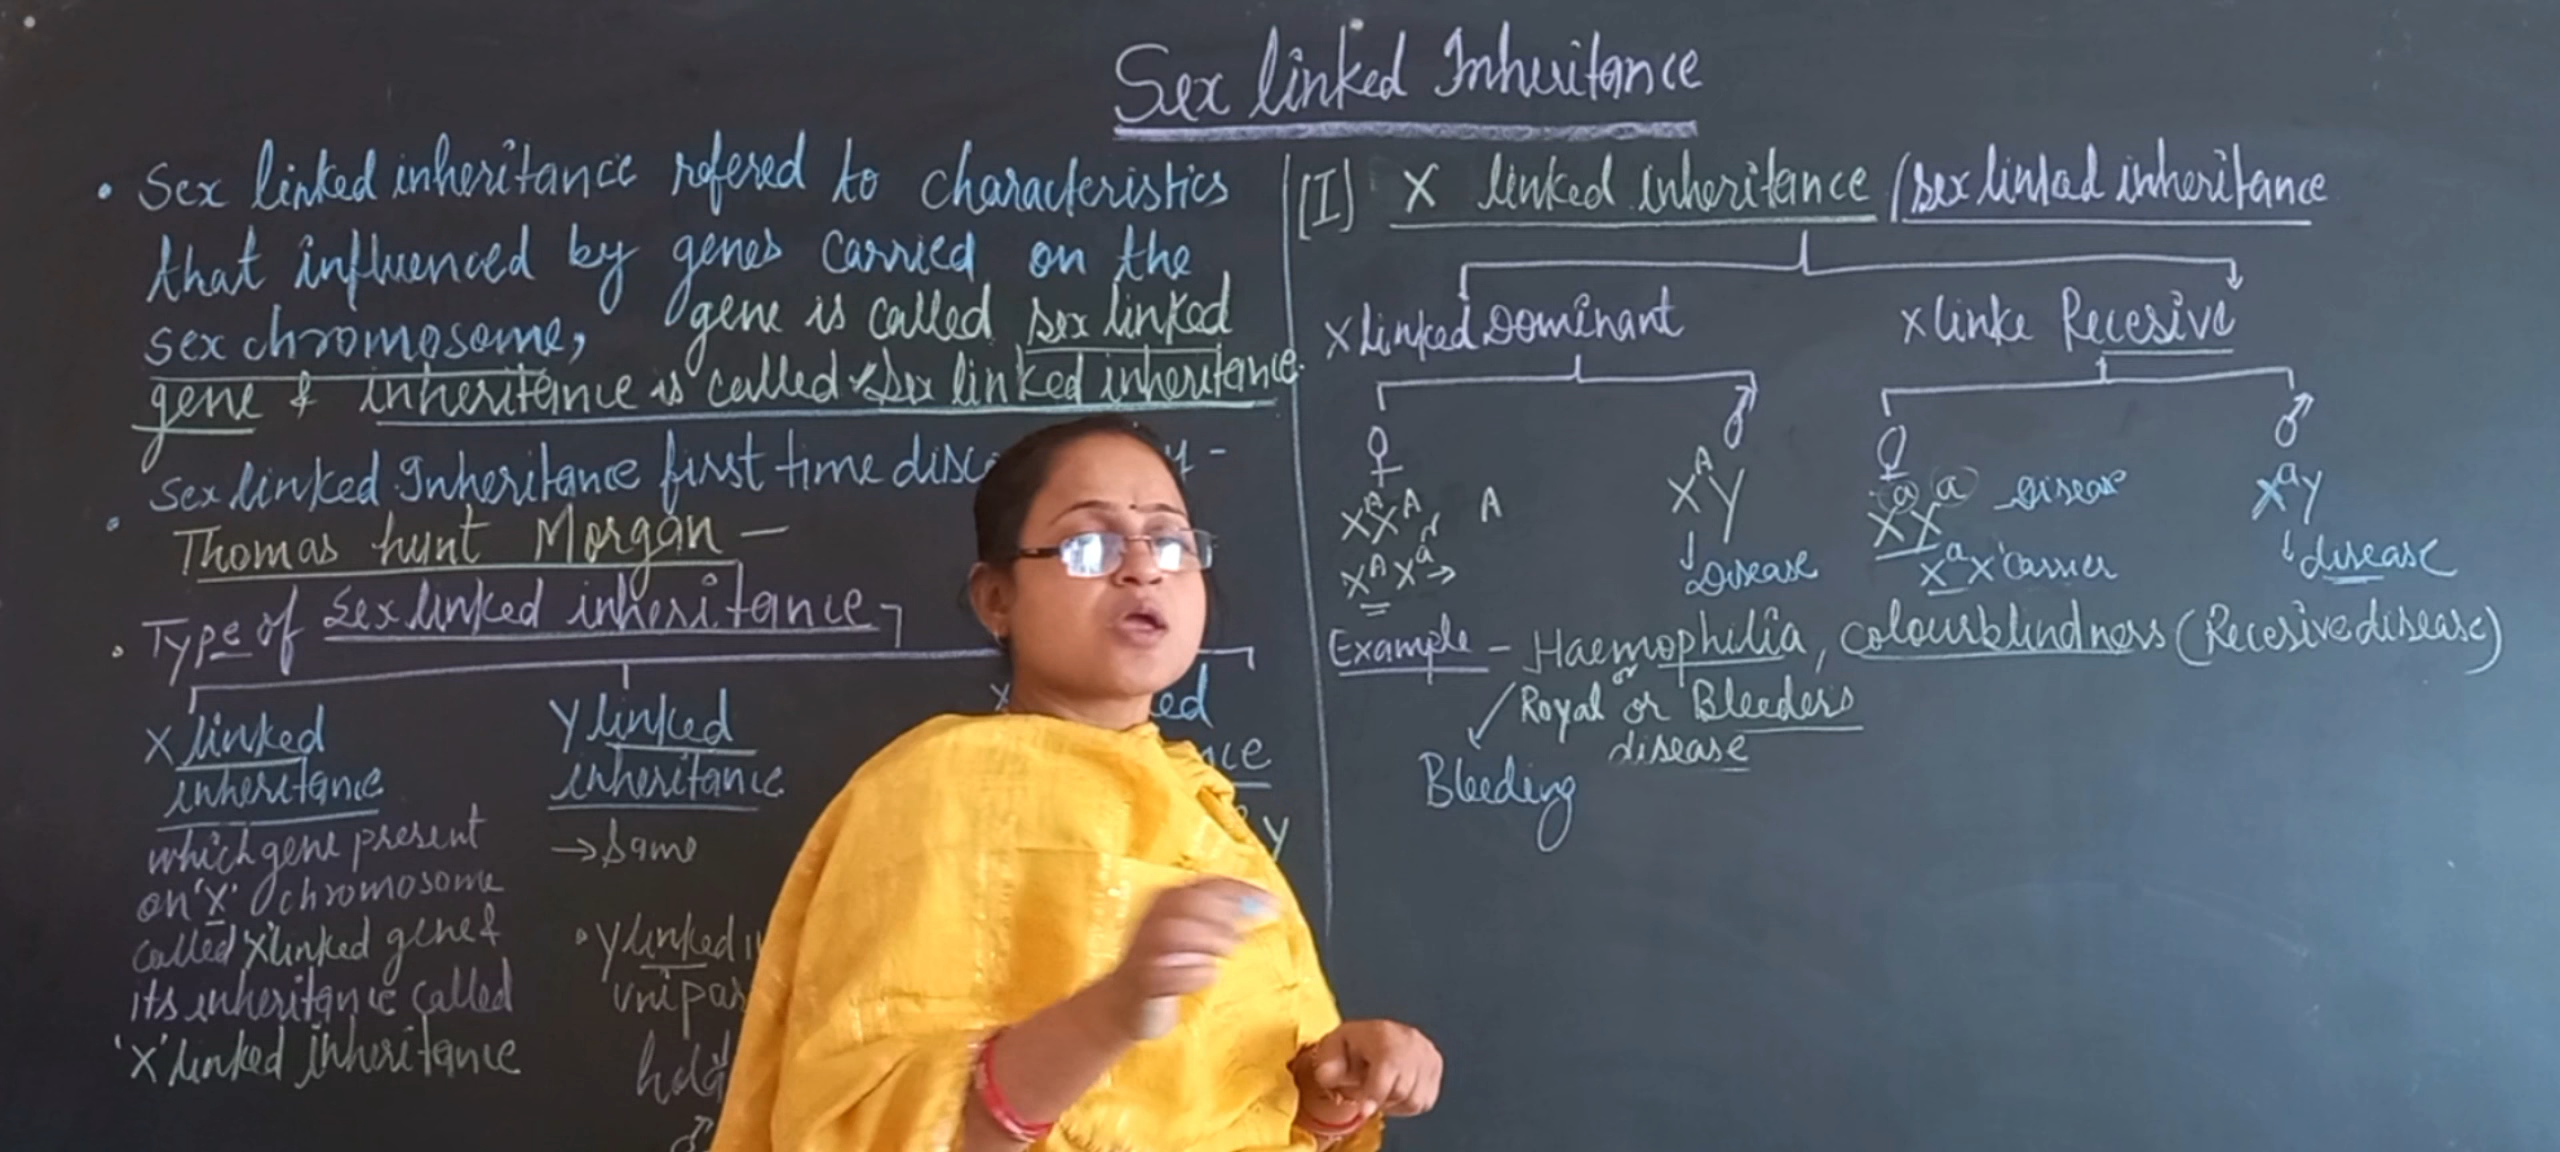 Sex linked Inheritance
• Sex linked inheritance refered to characteristics
that influenced by genes carried on the
sex chromosome, gene is called sex linked
gene & inheritance is called sex linked inheritance.
• Sex linked Inheritance first time disc
Thomas hunt Morgan —
• Type of sex linked inheritance
X linked
inheritance
which gene present
on 'X' chromosome
called X linked gene &
its inheritance called
'X' linked inheritance
Y linked
inheritance
→ Same
• Y linked
[I] X linked inheritance / sex linked inheritance
X Linked Dominant
X linke Recesive
♀ ♂
X^A X^A A
X^A X^a →
X^A Y
↓
Disease
♀ ♂
X^a X^a Disease
X^a X carrier
X^a Y
↓ disease
Example – Haemophilia, colourblindness (Recesive disease)
or
Royal or Bleeders
disease
Bleeding